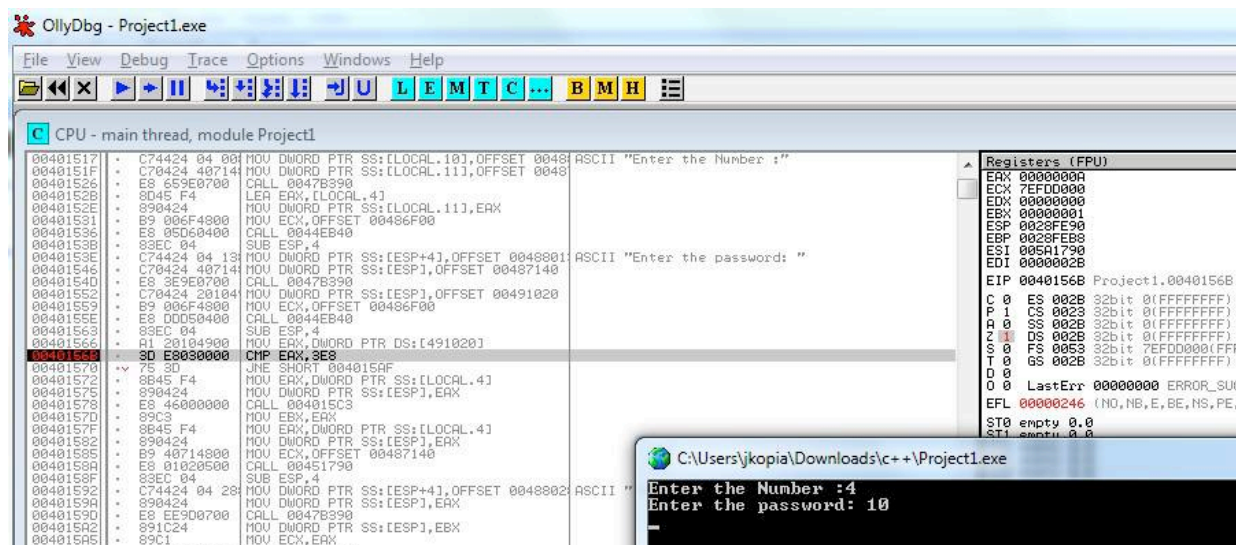 OllyDbg - Project1.exe
File View Debug Trace Options Windows Help
L E M T C ... B M H
C CPU - main thread, module Project1
00401517 · C74424 04 00 MOV DWORD PTR SS:[LOCAL.10],OFFSET 0048 ASCII "Enter the Number :"
0040151F · C70424 40714 MOV DWORD PTR SS:[LOCAL.11],OFFSET 0048
00401526 · E8 659E0700 CALL 0047B390
0040152B · 8D45 F4 LEA EAX,[LOCAL.4]
0040152E · 890424 MOV DWORD PTR SS:[LOCAL.11],EAX
00401531 · B9 006F4800 MOV ECX,OFFSET 00486F00
00401536 · E8 05D60400 CALL 0044EB40
0040153B · 83EC 04 SUB ESP,4
0040153E · C74424 04 13 MOV DWORD PTR SS:[ESP+4],OFFSET 0048801 ASCII "Enter the password: "
00401546 · C70424 40714 MOV DWORD PTR SS:[ESP],OFFSET 00487140
0040154D · E8 3E9E0700 CALL 0047B390
00401552 · C70424 20104 MOV DWORD PTR SS:[ESP],OFFSET 00491020
00401559 · B9 006F4800 MOV ECX,OFFSET 00486F00
0040155E · E8 DDD50400 CALL 0044EB40
00401563 · 83EC 04 SUB ESP,4
00401566 · A1 20104900 MOV EAX,DWORD PTR DS:[491020]
0040156B · 3D E8030000 CMP EAX,3E8
00401570 ·v 75 3D JNE SHORT 004015AF
00401572 · 8B45 F4 MOV EAX,DWORD PTR SS:[LOCAL.4]
00401575 · 890424 MOV DWORD PTR SS:[ESP],EAX
00401578 · E8 46000000 CALL 004015C3
0040157D · 89C3 MOV EBX,EAX
0040157F · 8B45 F4 MOV EAX,DWORD PTR SS:[LOCAL.4]
00401582 · 890424 MOV DWORD PTR SS:[ESP],EAX
00401585 · B9 40714800 MOV ECX,OFFSET 00487140
0040158A · E8 01020500 CALL 00451790
0040158F · 83EC 04 SUB ESP,4
00401592 · C74424 04 28 MOV DWORD PTR SS:[ESP+4],OFFSET 0048802 ASCII "
0040159A · 890424 MOV DWORD PTR SS:[ESP],EAX
0040159D · E8 EE9D0700 CALL 0047B390
004015A2 · 891C24 MOV DWORD PTR SS:[ESP],EBX
004015A5 · 89C1 MOV ECX,EAX
Registers (FPU)
EAX 0000000A
ECX 7EFDD000
EDX 00000000
EBX 00000001
ESP 0028FE90
EBP 0028FEB8
ESI 005A1790
EDI 0000002B
EIP 0040156B Project1.0040156B
C 0 ES 002B 32bit 0(FFFFFFFF)
P 1 CS 0023 32bit 0(FFFFFFFF)
A 0 SS 002B 32bit 0(FFFFFFFF)
Z 1 DS 002B 32bit 0(FFFFFFFF)
S 0 FS 0053 32bit 7EFDD000(FFF
T 0 GS 002B 32bit 0(FFFFFFFF)
D 0
O 0 LastErr 00000000 ERROR_SU
EFL 00000246 (NO,NB,E,BE,NS,PE,
ST0 empty 0.0
ST1 empty 0.0
C:\Users\jkopia\Downloads\c++\Project1.exe
Enter the Number :4
Enter the password: 10